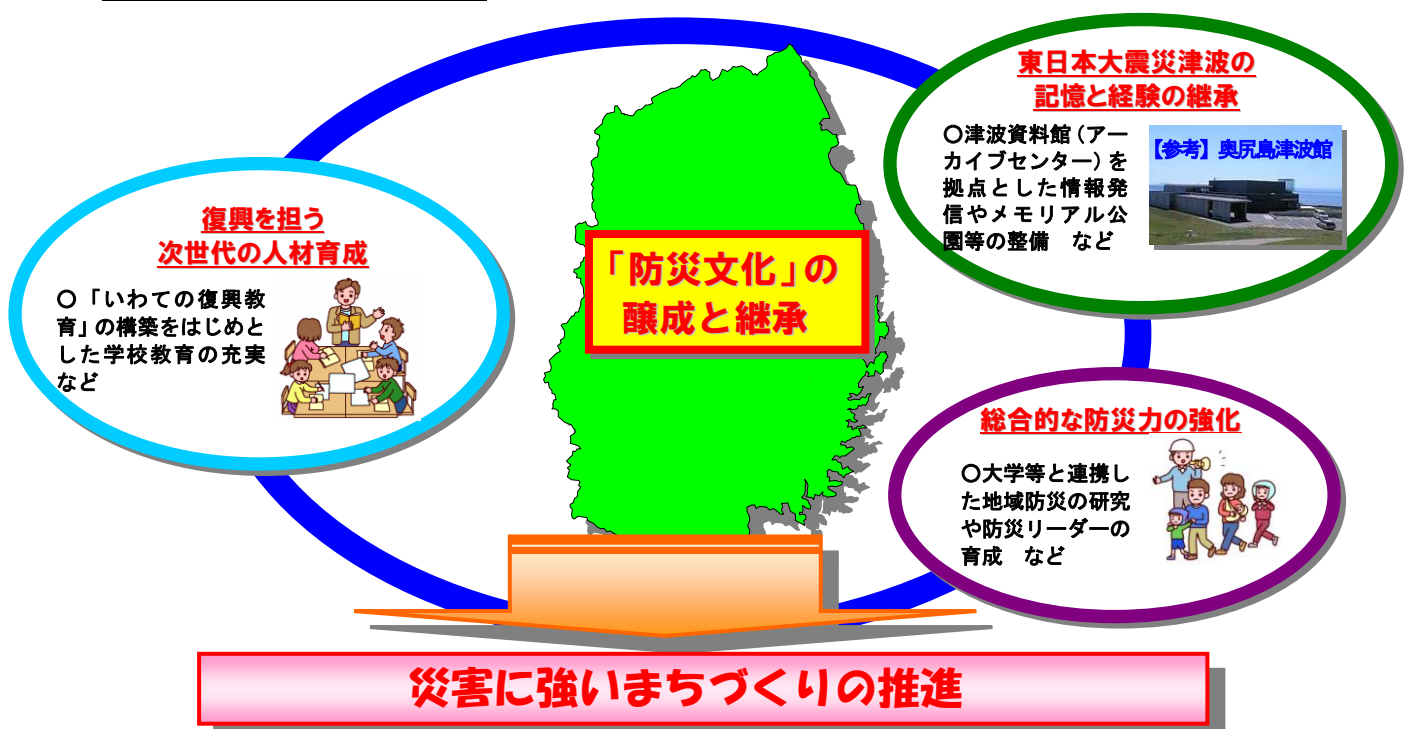 東日本大震災津波の
記憶と経験の継承
〇津波資料館（アー
カイブセンター）を
拠点とした情報発
信やメモリアル公
園等の整備　など
【参考】奥尻島津波館
復興を担う
次世代の人材育成
〇「いわての復興教
育」の構築をはじめと
した学校教育の充実
など
「防災文化」の
醸成と継承
総合的な防災力の強化
〇大学等と連携し
た地域防災の研究
や防災リーダーの
育成　など
災害に強いまちづくりの推進